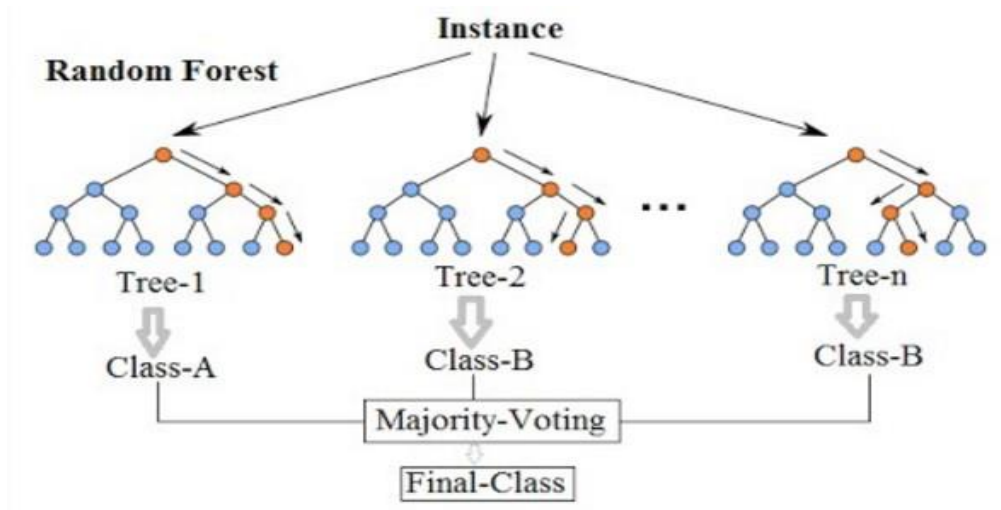 Instance
Random Forest
...
Tree-1
Tree-2
Tree-n
Class-A
Class-B
Class-B
Majority-Voting
Final-Class